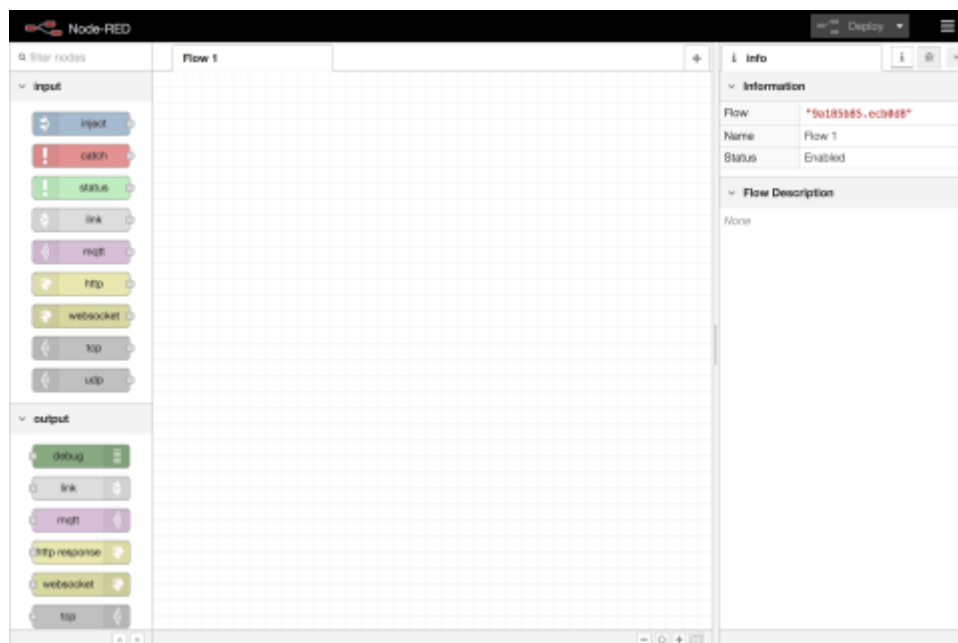 Node-RED
Deploy
filter nodes
Flow 1
info
input
Information
inject
Flow
catch
Name
Flow 1
status
Status
Enabled
link
Flow Description
mqtt
None
http
websocket
tcp
udp
output
debug
link
mqtt
http response
websocket
tcp